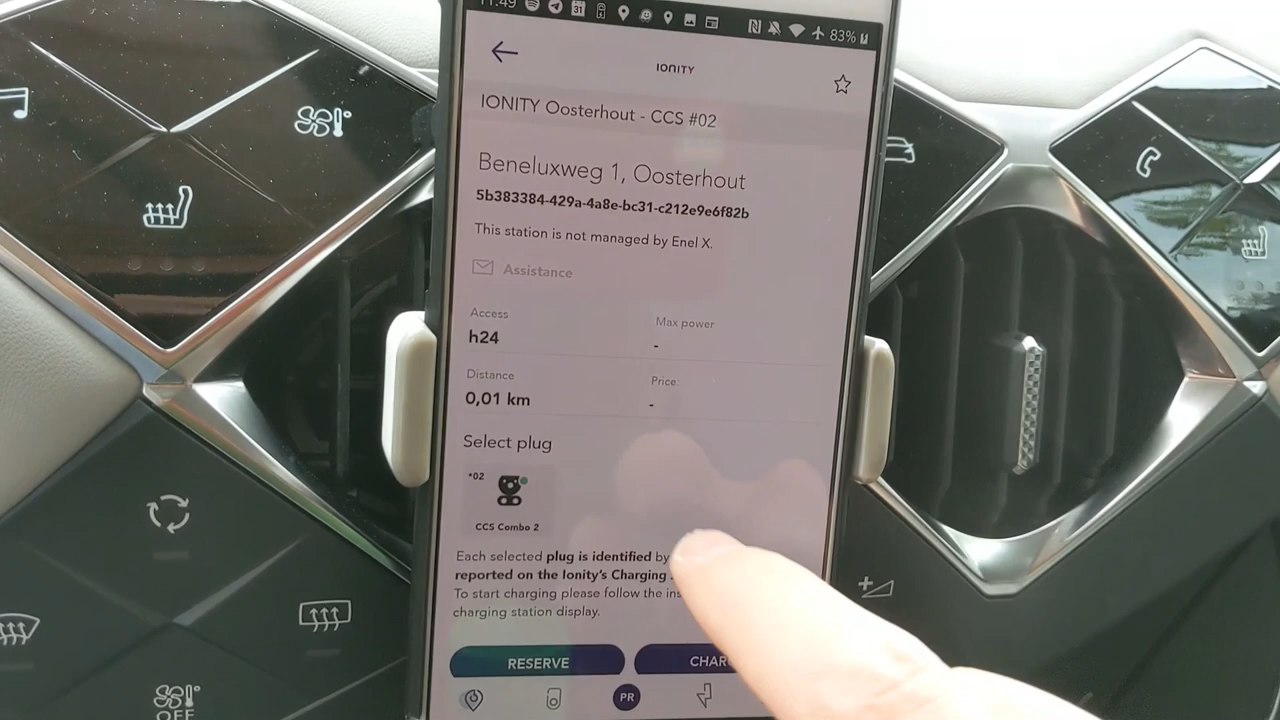 11:49 31 83%
IONITY
IONITY Oosterhout - CCS #02
Beneluxweg 1, Oosterhout
5b383384-429a-4a8e-bc31-c212e9e6f82b
This station is not managed by Enel X.
Assistance
Access
Max power
h24
-
Distance
Price:
0,01 km
-
Select plug
*02
CCS Combo 2
Each selected plug is identified by
reported on the Ionity's Charging
To start charging please follow the
charging station display.
RESERVE
PR
OFF